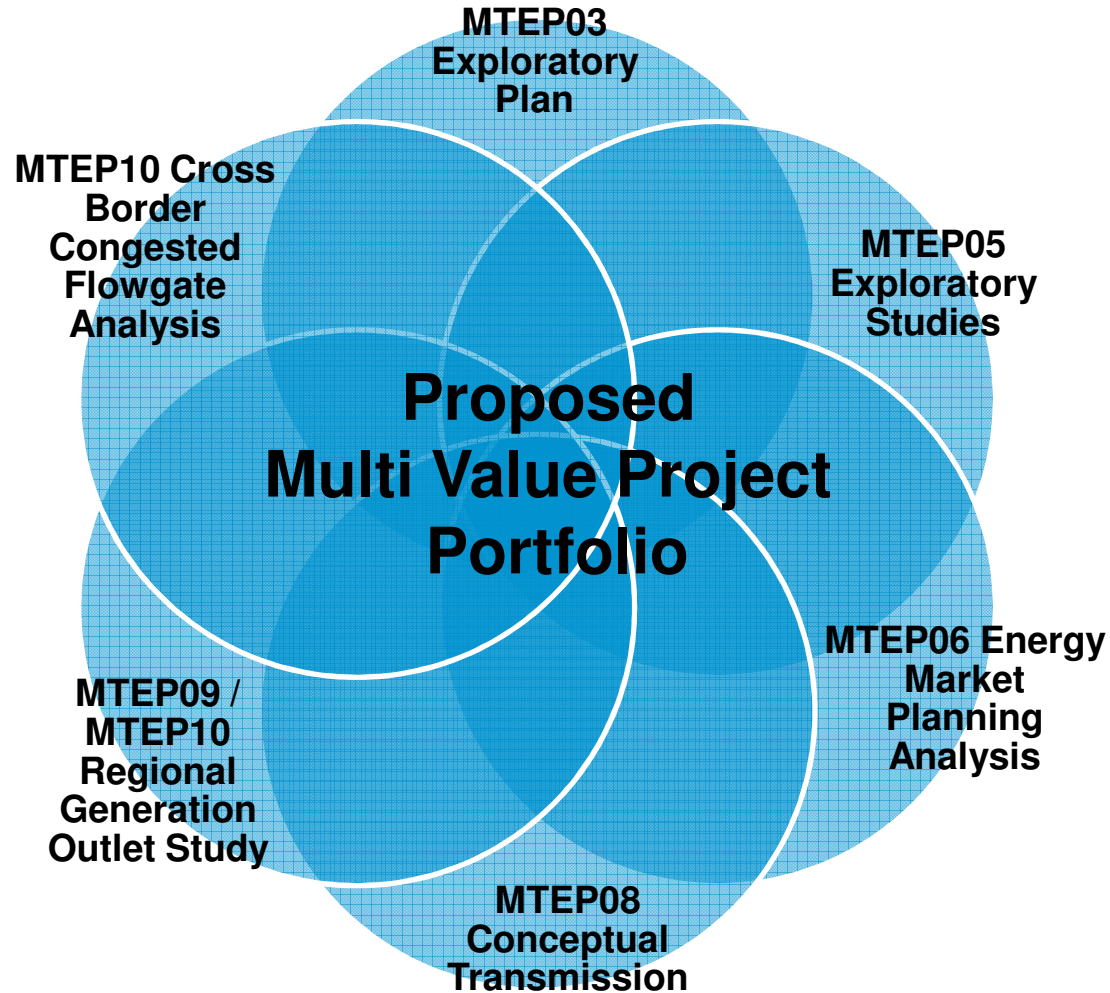 MTEP03
Exploratory
Plan
MTEP10 Cross
Border
Congested
Flowgate
Analysis
MTEP05
Exploratory
Studies
Proposed
Multi Value Project
Portfolio
MTEP06 Energy
Market
Planning
Analysis
MTEP09 /
MTEP10
Regional
Generation
Outlet Study
MTEP08
Conceptual
Transmission